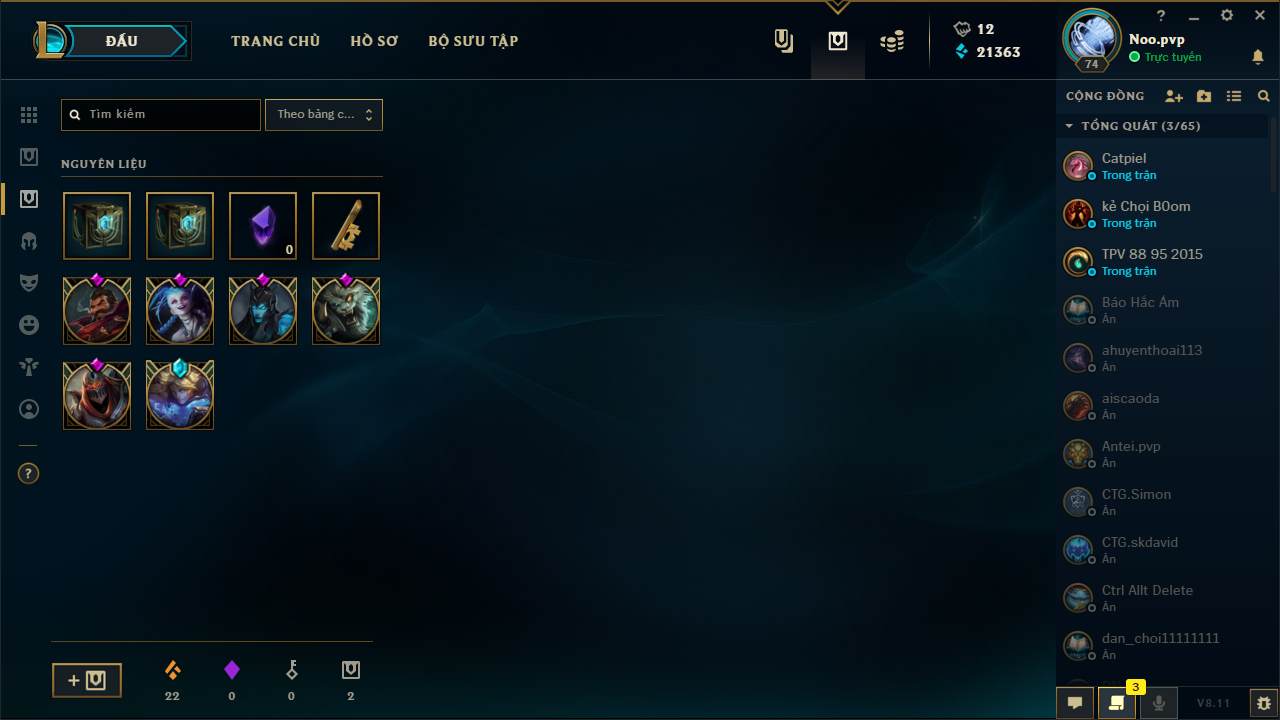 ĐẤU
TRANG CHỦ
HỒ SƠ
BỘ SƯU TẬP
12
21363
?
74
Noo.pvp
Trực tuyến
Tìm kiếm
Theo bảng c...
NGUYÊN LIỆU
0
?
+
22
0
0
2
CỘNG ĐỒNG
TỔNG QUÁT (3/65)
Catpiel
Trong trận
kẻ Chọi B0om
Trong trận
TPV 88 95 2015
Trong trận
Báo Hắc Ám
Ẩn
ahuyenthoai113
Ẩn
aiscaoda
Ẩn
Antei.pvp
Ẩn
CTG.Simon
Ẩn
CTG.skdavid
Ẩn
Ctrl Allt Delete
Ẩn
dan_choi11111111
Ẩn
3
V8.11